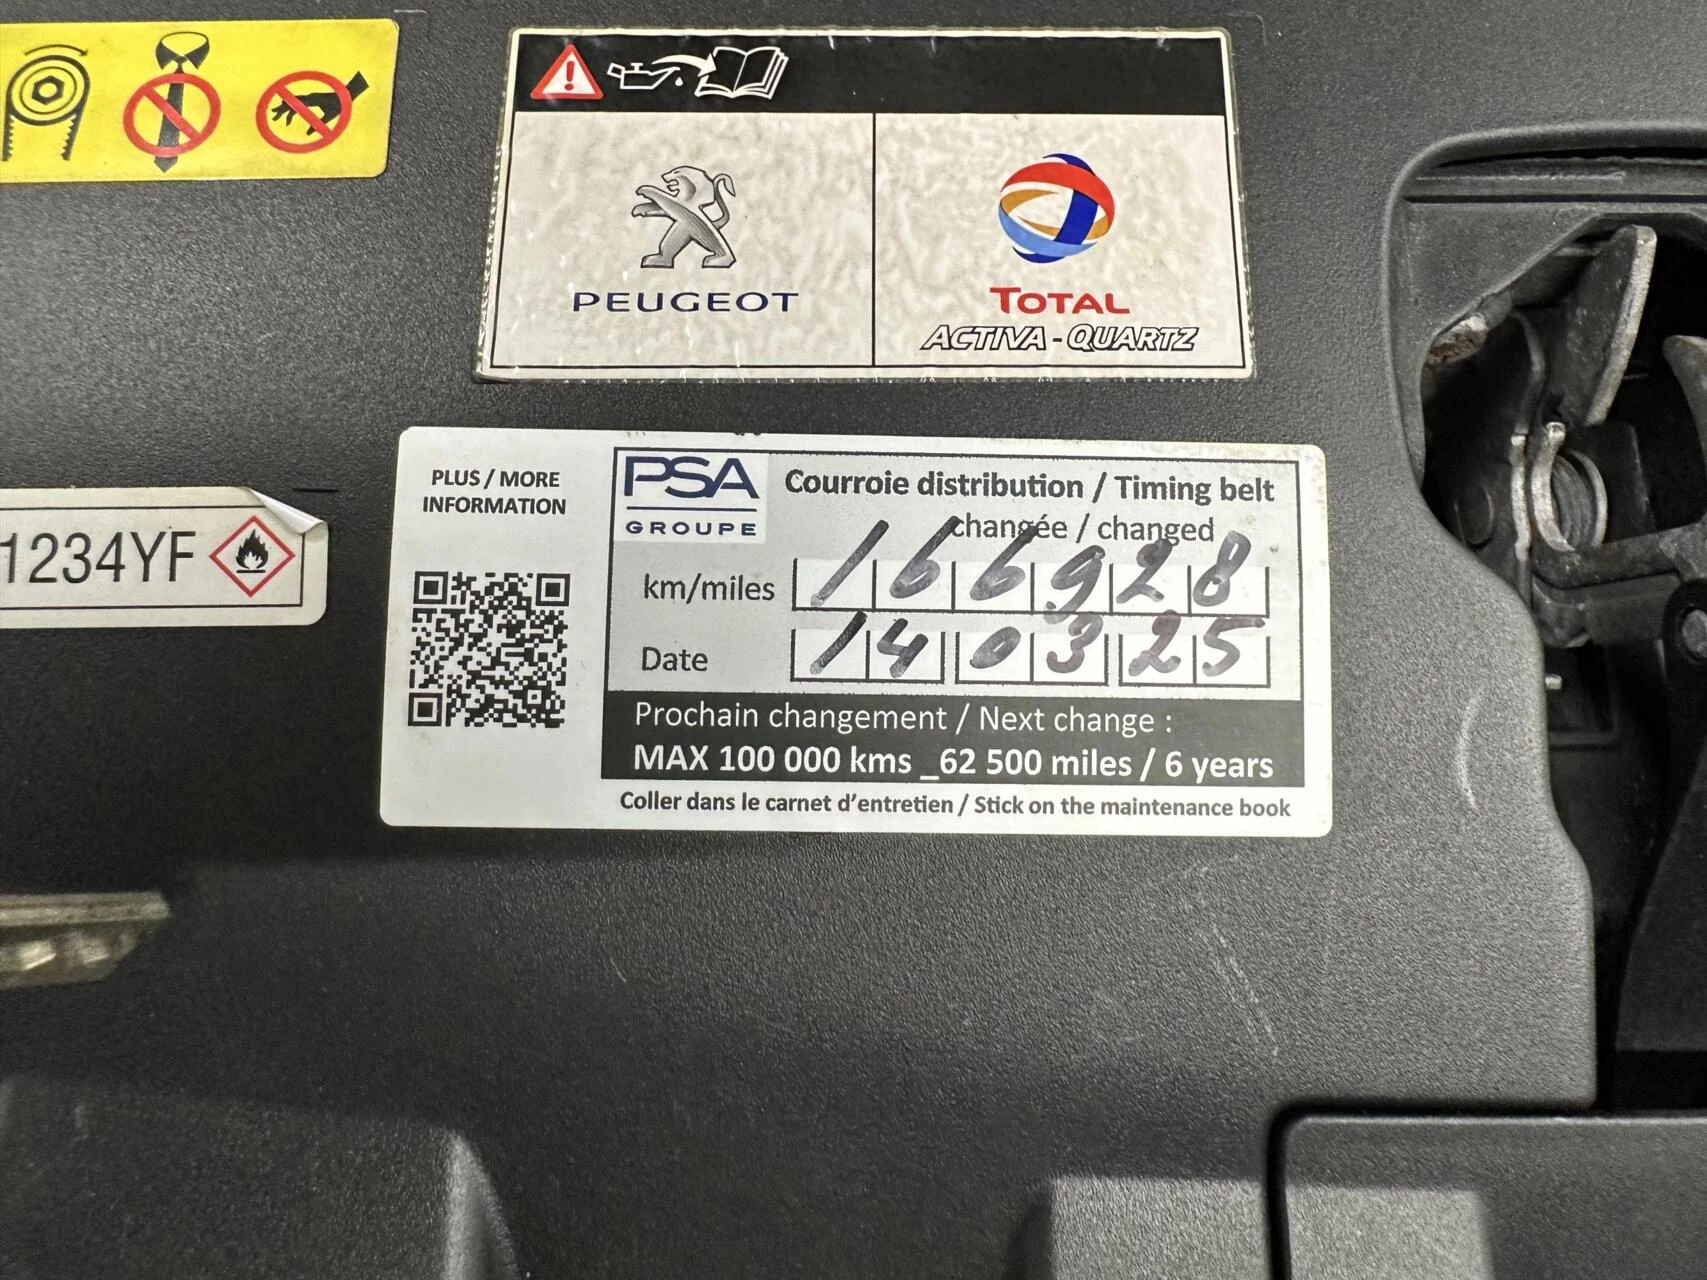 PEUGEOT
TOTAL
ACTIVA - QUARTZ
1234YF
PLUS / MORE
INFORMATION
PSA
GROUPE
Courroie distribution / Timing belt
changée / changed
km/miles 166928
Date 14 03 25
Prochain changement / Next change :
MAX 100 000 kms _62 500 miles / 6 years
Coller dans le carnet d'entretien / Stick on the maintenance book